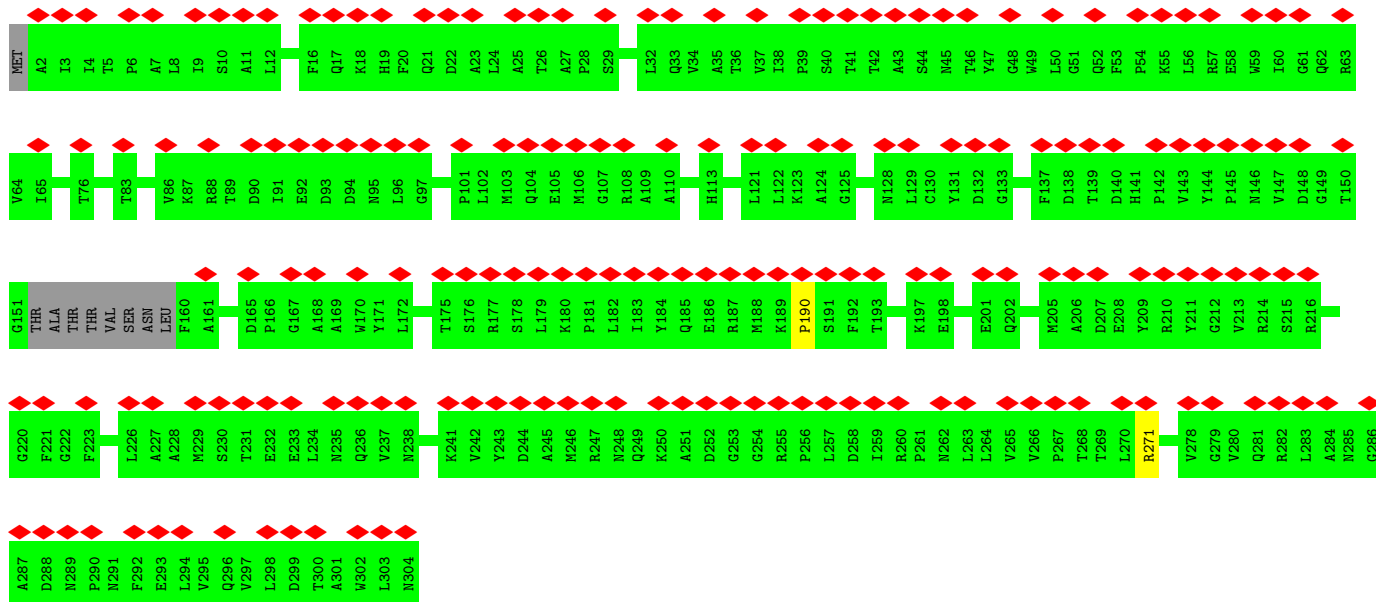 MET A2 I3 I4 T5 P6 A7 L8 I9 S10 A11 L12 F16 Q17 K18 H19 F20 Q21 D22 A23 L24 A25 T26 A27 P28 S29 L32 Q33 V34 A35 T36 V37 I38 P39 S40 T41 T42 A43 S44 N45 T46 Y47 G48 W49 L50 G51 Q52 F53 P54 K55 L56 R57 E58 W59 I60 G61 Q62 R63
V64 I65 T76 T83 V86 K87 R88 T89 D90 I91 E92 D93 D94 N95 L96 G97 P101 L102 M103 Q104 E105 M106 G107 R108 A109 A110 H113 L121 L122 K123 A124 G125 N128 L129 C130 Y131 D132 G133 F137 D138 T139 D140 H141 P142 V143 Y144 P145 N146 V147 D148 G149 T150
G151 THR ALA THR THR VAL SER ASN LEU F160 A161 D165 P166 G167 A168 A169 W170 Y171 L172 T175 S176 R177 S178 L179 K180 P181 L182 I183 Y184 Q185 E186 R187 M188 K189 P190 S191 F192 T193 K197 E198 E201 Q202 M205 A206 D207 E208 Y209 R210 Y211 G212 V213 R214 S215 R216
G220 F221 G222 F223 L226 A227 A228 M229 S230 T231 E232 E233 L234 N235 Q236 V237 N238 K241 V242 Y243 D244 A245 M246 R247 N248 Q249 K250 A251 D252 G253 G254 R255 P256 L257 D258 I259 R260 P261 N262 L263 L264 V265 V266 P267 T268 T269 L270 R271 V278 G279 V280 Q281 R282 L283 A284 N285 G286
A287 D288 N289 P290 N291 F292 E293 L294 V295 Q296 V297 L298 D299 T300 A301 W302 L303 N304